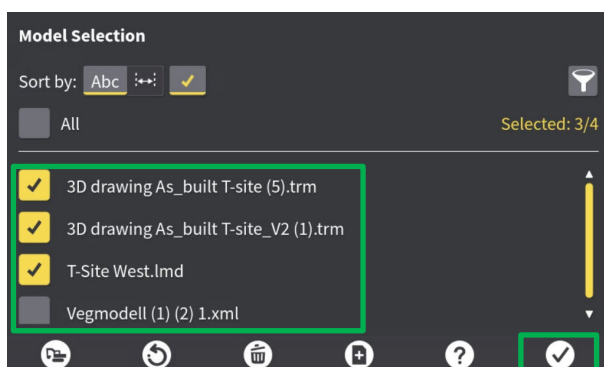 Model Selection
Sort by: Abc
All
Selected: 3/4
3D drawing As_built T-site (5).trm
3D drawing As_built T-site_V2 (1).trm
T-Site West.lmd
Vegmodell (1) (2) 1.xml
?